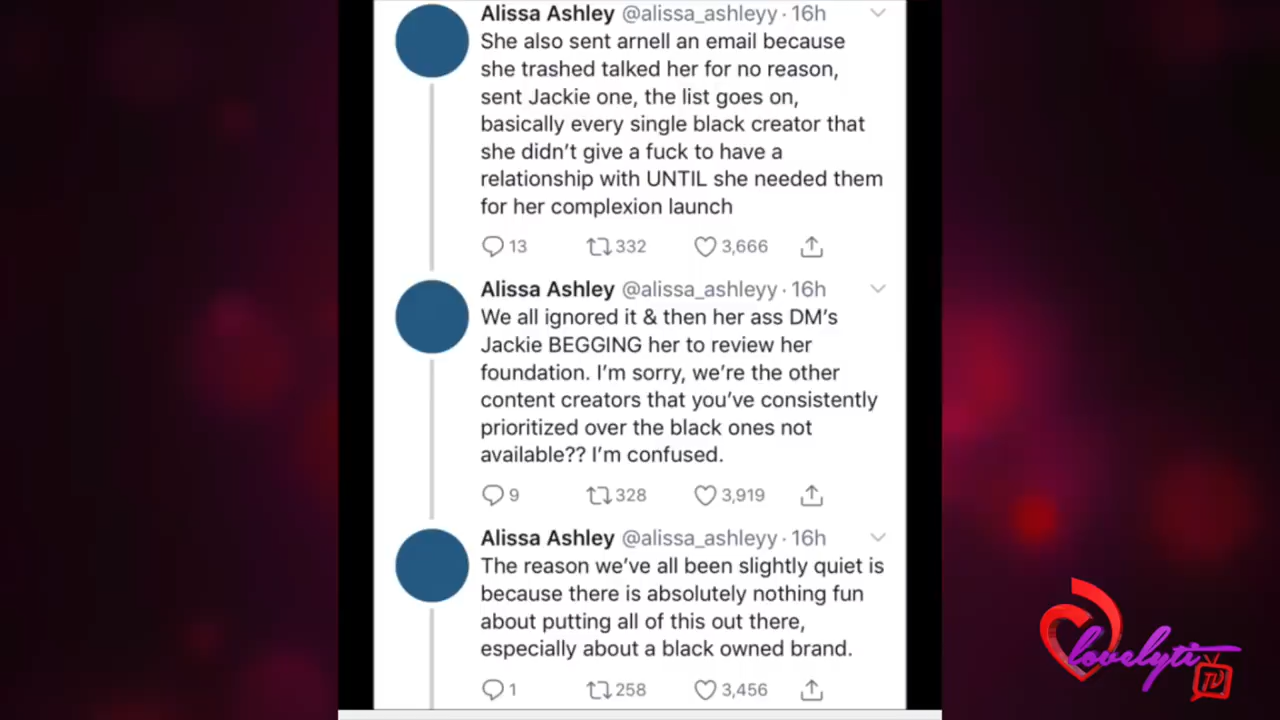 Alissa Ashley @alissa_ashleyy · 16h
She also sent arnell an email because
she trashed talked her for no reason,
sent Jackie one, the list goes on,
basically every single black creator that
she didn't give a fuck to have a
relationship with UNTIL she needed them
for her complexion launch
13 332 3,666
Alissa Ashley @alissa_ashleyy · 16h
We all ignored it & then her ass DM's
Jackie BEGGING her to review her
foundation. I'm sorry, we're the other
content creators that you've consistently
prioritized over the black ones not
available?? I'm confused.
9 328 3,919
Alissa Ashley @alissa_ashleyy · 16h
The reason we've all been slightly quiet is
because there is absolutely nothing fun
about putting all of this out there,
especially about a black owned brand.
1 258 3,456
lovelyti
TV